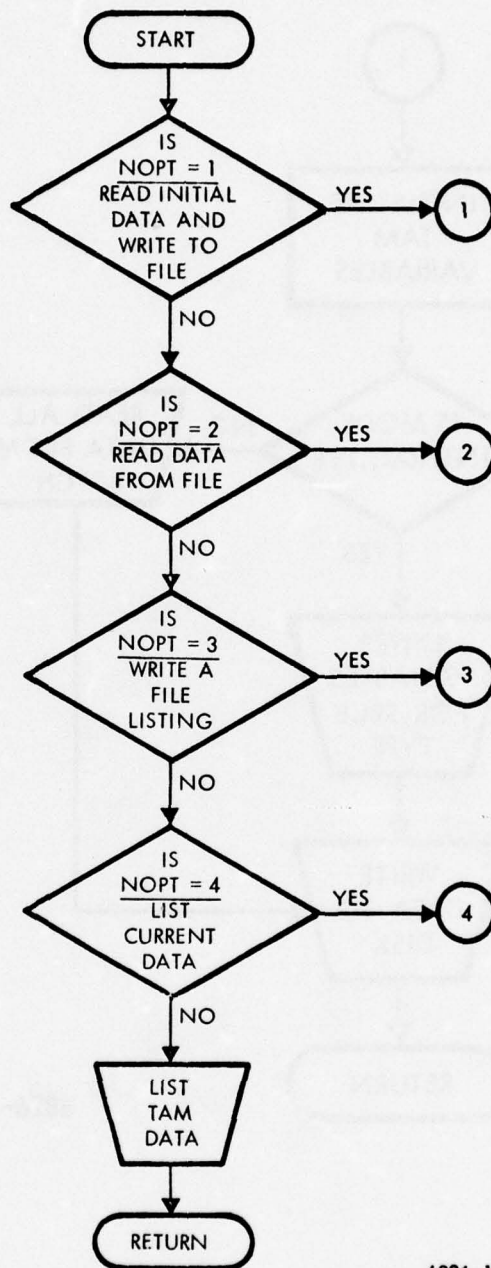 START
IS
NOPT = 1
READ INITIAL
DATA AND
WRITE TO
FILE
YES
1
NO
IS
NOPT = 2
READ DATA
FROM FILE
YES
2
NO
IS
NOPT = 3
WRITE A
FILE
LISTING
YES
3
NO
IS
NOPT = 4
LIST
CURRENT
DATA
YES
4
NO
LIST
TAM
DATA
RETURN